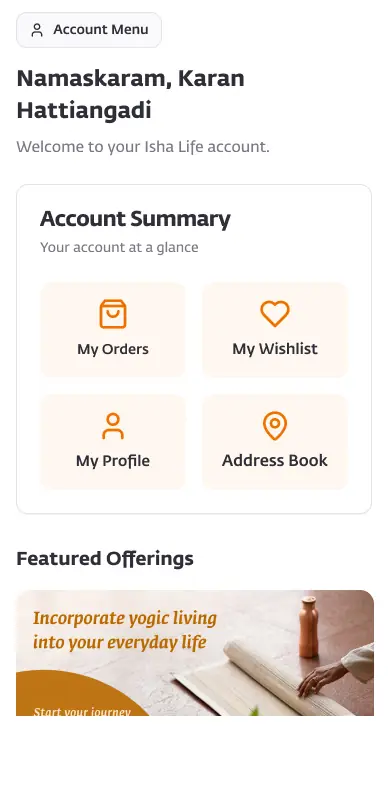 Account Menu
Namaskaram, Karan
Hattiangadi
Welcome to your Isha Life account.
Account Summary
Your account at a glance
My Orders
My Wishlist
My Profile
Address Book
Featured Offerings
Incorporate yogic living
into your everyday life
Start your journey